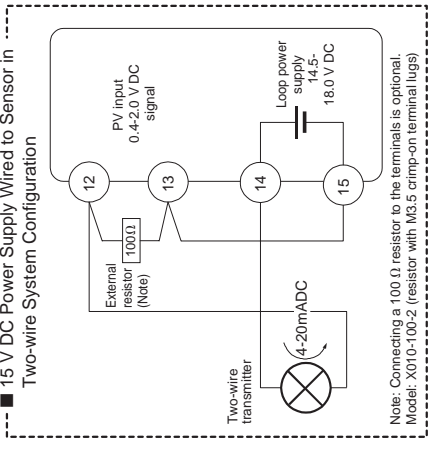 ■ 15 V DC Power Supply Wired to Sensor in
Two-wire System Configuration
PV input
0.4-2.0 V DC
signal
Loop power
supply
14.5-
18.0 V DC
12
13
14
15
External
resistor
(Note)
100Ω
4-20mADC
Two-wire
transmitter
Note: Connecting a 100 Ω resistor to the terminals is optional.
Model: X010-100-2 (resistor with M3.5 crimp-on terminal lugs)